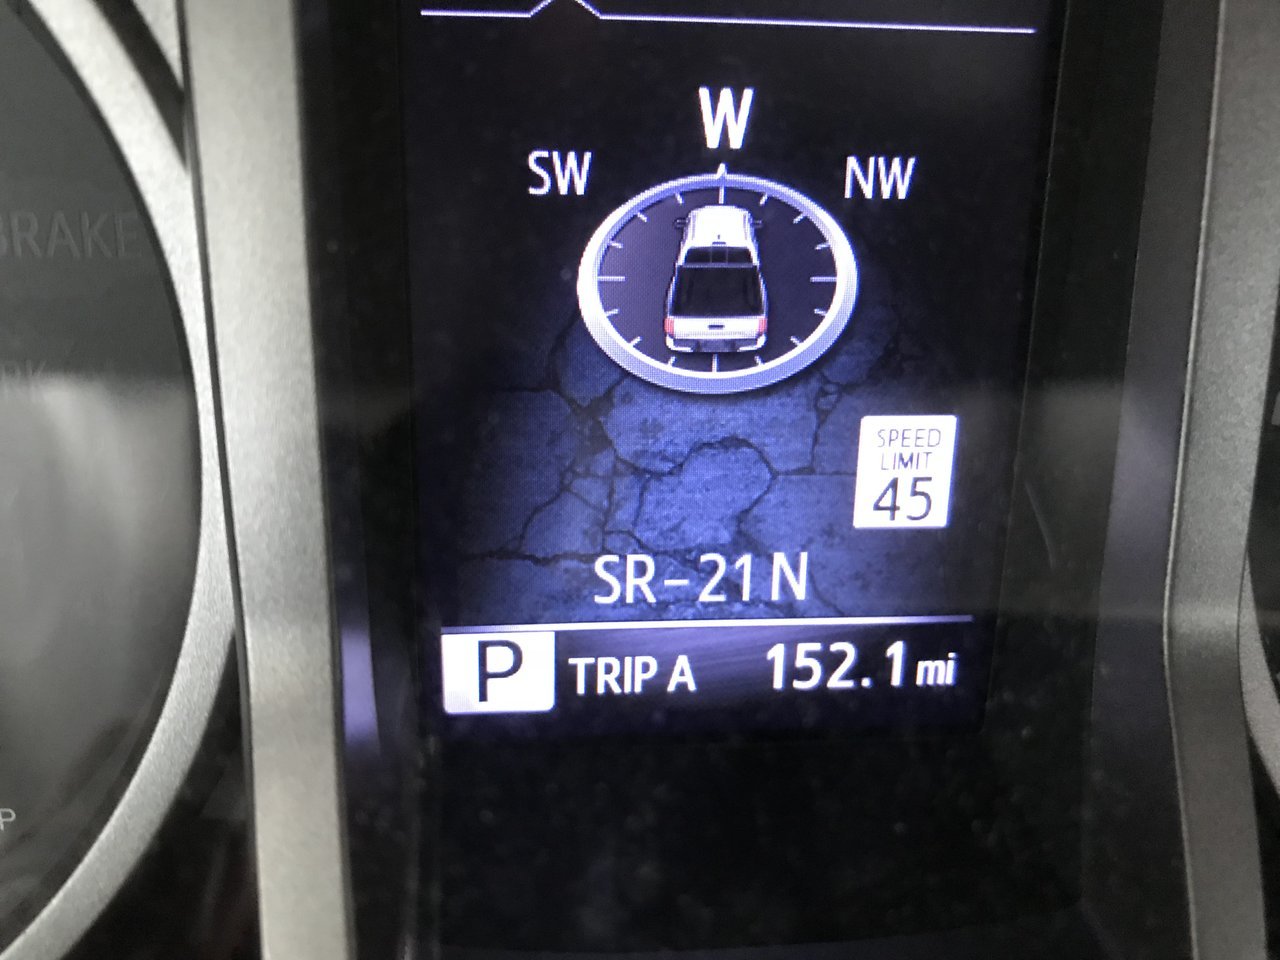 W
SW NW
BRAKE
SPEED
LIMIT
45
SR-21 N
P TRIP A 152.1 mi
P